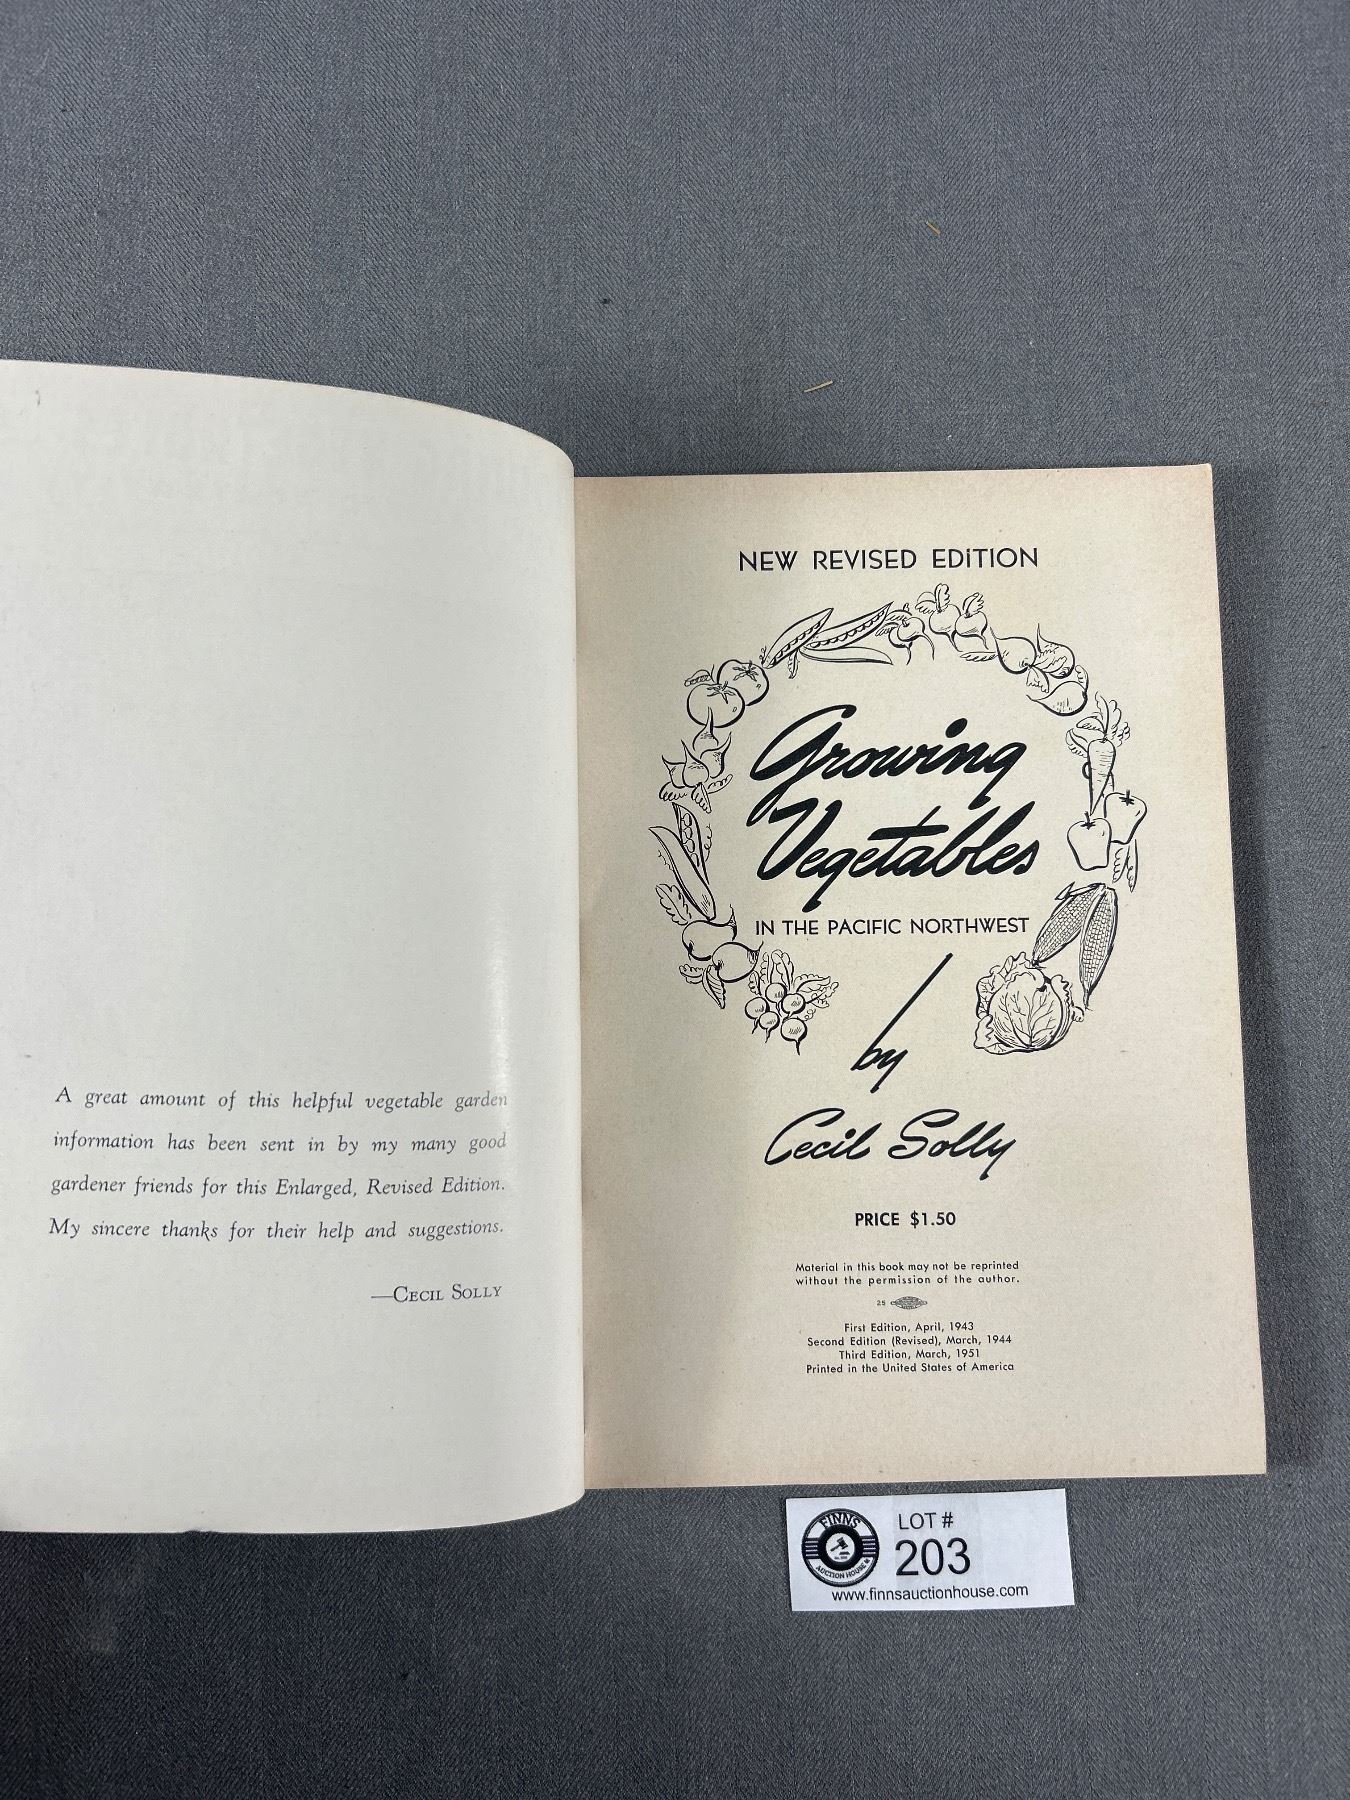 A great amount of this helpful vegetable garden
information has been sent in by my many good
gardener friends for this Enlarged, Revised Edition.
My sincere thanks for their help and suggestions.
—CECIL SOLLY
NEW REVISED EDITION
Growing
Vegetables
IN THE PACIFIC NORTHWEST
by
Cecil Solly
PRICE $1.50
Material in this book may not be reprinted
without the permission of the author.
25
First Edition, April, 1943
Second Edition (Revised), March, 1944
Third Edition, March, 1951
Printed in the United States of America
FINNS
AUCTION HOUSE
LOT #
203
www.finnsauctionhouse.com